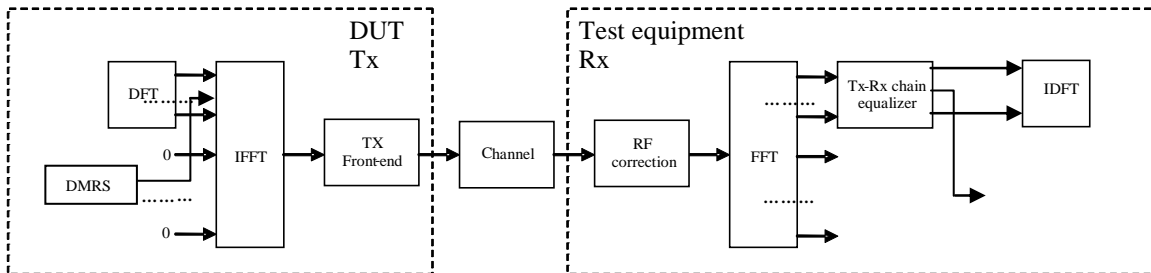 DUT
Tx
Test equipment
Rx
DFT
………
0
IFFT
DMRS
………
0
TX
Front-end
Channel
RF
correction
FFT
………
………
Tx-Rx chain
equalizer
IDFT